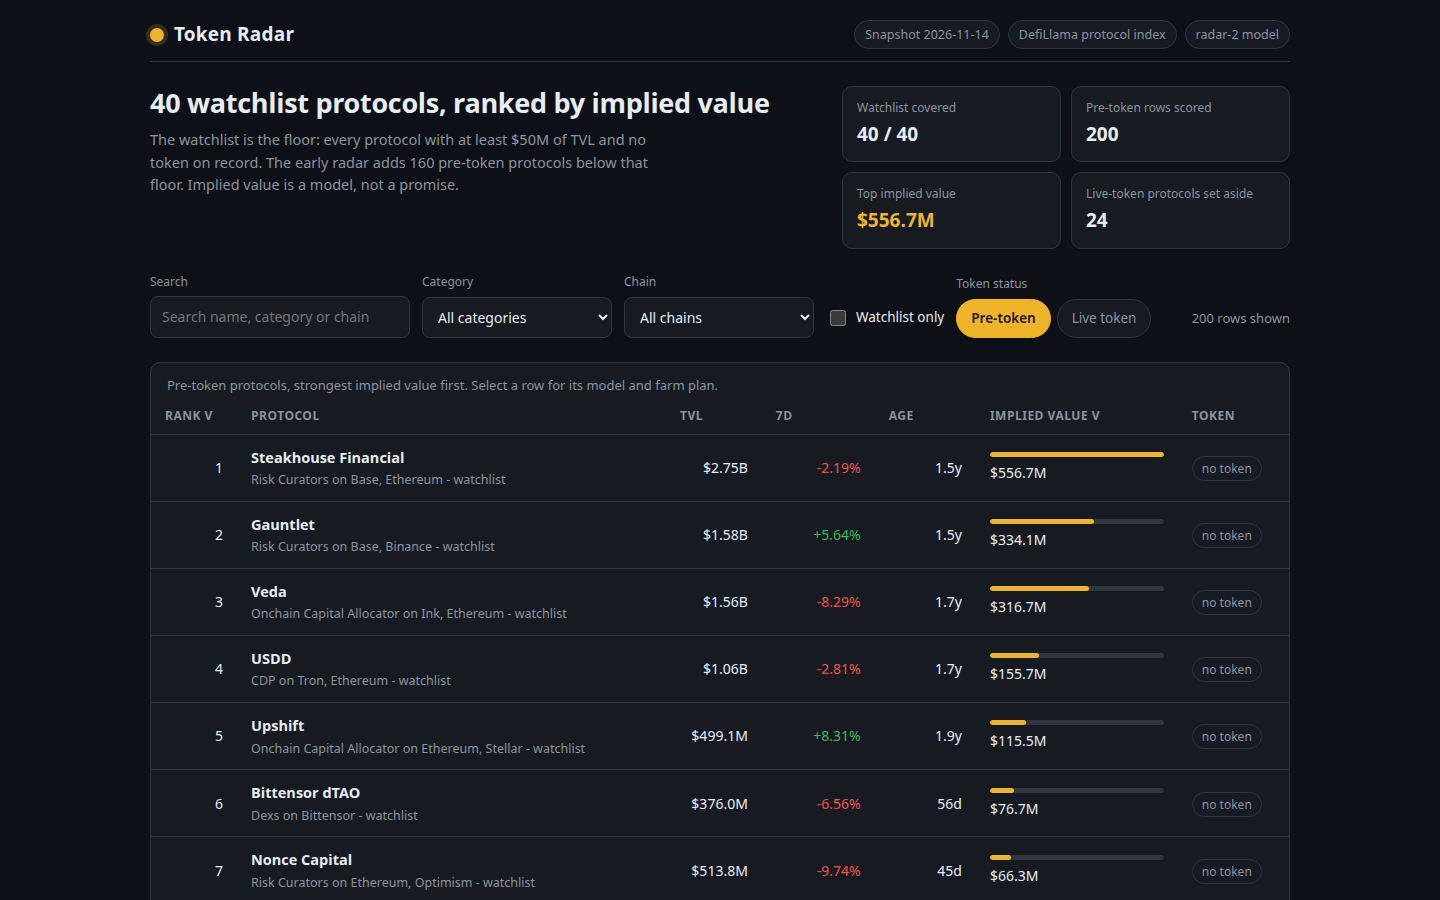 Token Radar
Snapshot 2026-11-14
DefiLlama protocol index
radar-2 model
40 watchlist protocols, ranked by implied value
The watchlist is the floor: every protocol with at least $50M of TVL and no
token on record. The early radar adds 160 pre-token protocols below that
floor. Implied value is a model, not a promise.
Watchlist covered
40 / 40
Pre-token rows scored
200
Top implied value
$556.7M
Live-token protocols set aside
24
Search
Search name, category or chain
Category
All categories
Chain
All chains
Watchlist only
Token status
Pre-token
Live token
200 rows shown
Pre-token protocols, strongest implied value first. Select a row for its model and farm plan.
RANK V PROTOCOL TVL 7D AGE IMPLIED VALUE V TOKEN
1 Steakhouse Financial $2.75B -2.19% 1.5y $556.7M no token
Risk Curators on Base, Ethereum - watchlist
2 Gauntlet $1.58B +5.64% 1.5y $334.1M no token
Risk Curators on Base, Binance - watchlist
3 Veda $1.56B -8.29% 1.7y $316.7M no token
Onchain Capital Allocator on Ink, Ethereum - watchlist
4 USDD $1.06B -2.81% 1.7y $155.7M no token
CDP on Tron, Ethereum - watchlist
5 Upshift $499.1M +8.31% 1.9y $115.5M no token
Onchain Capital Allocator on Ethereum, Stellar - watchlist
6 Bittensor dTAO $376.0M -6.56% 56d $76.7M no token
Dexs on Bittensor - watchlist
7 Nonce Capital $513.8M -9.74% 45d $66.3M no token
Risk Curators on Ethereum, Optimism - watchlist